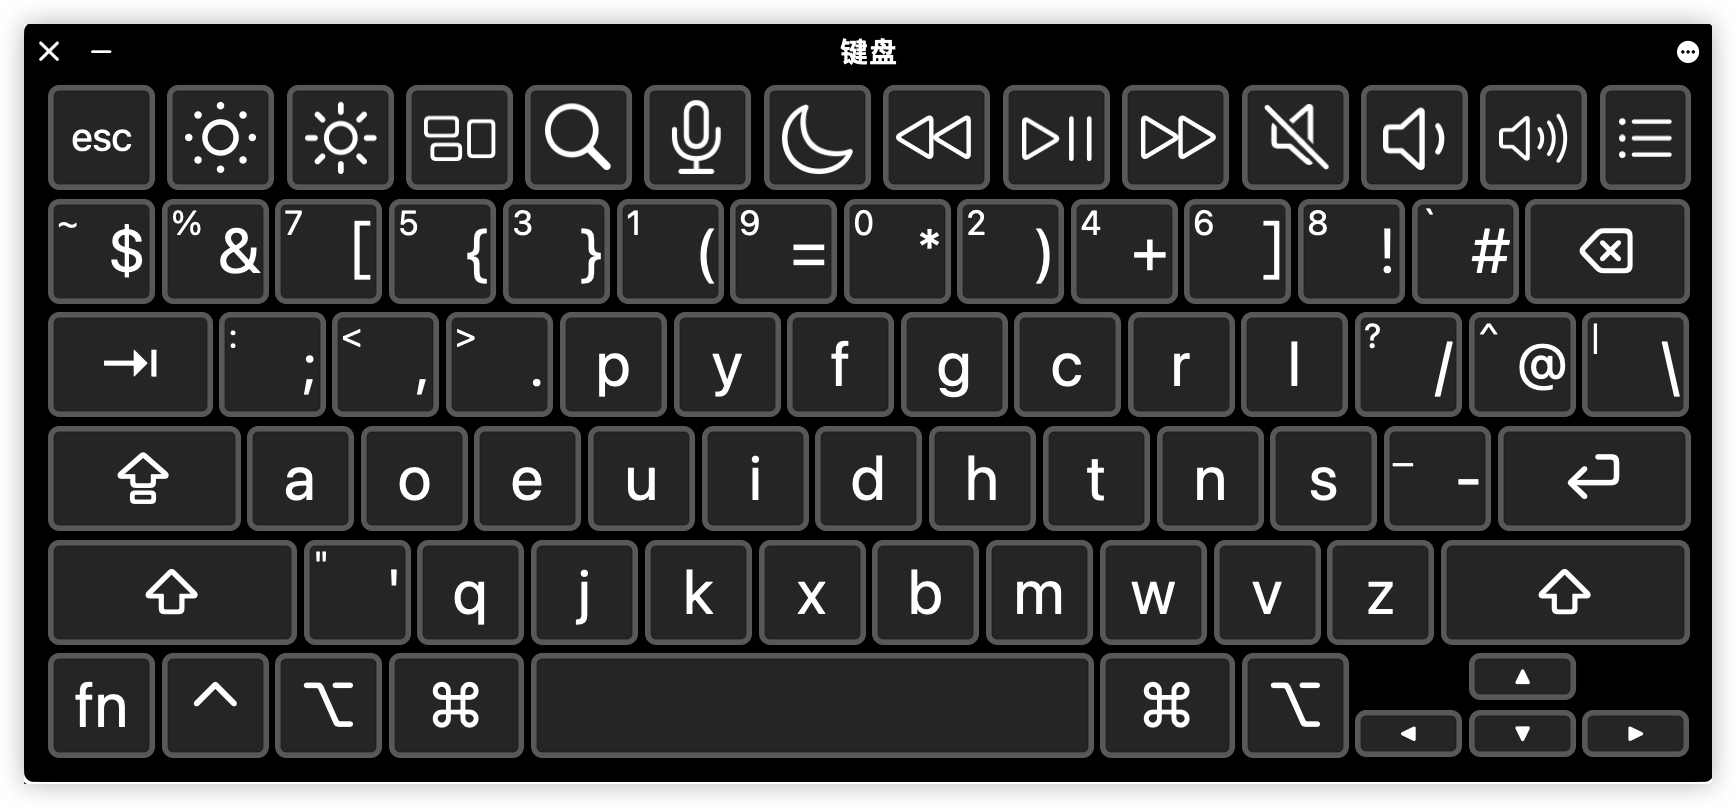 键盘
esc
~ $ % & 7 [ 5 { 3 } 1 ( 9 = 0 * 2 ) 4 + 6 ] 8 ! ` #
: ; < , > . p y f g c r l ? / ^ @ | \
a o e u i d h t n s _ -
" ' q j k x b m w v z
fn ^ ⌥ ⌘ ⌘ ⌥